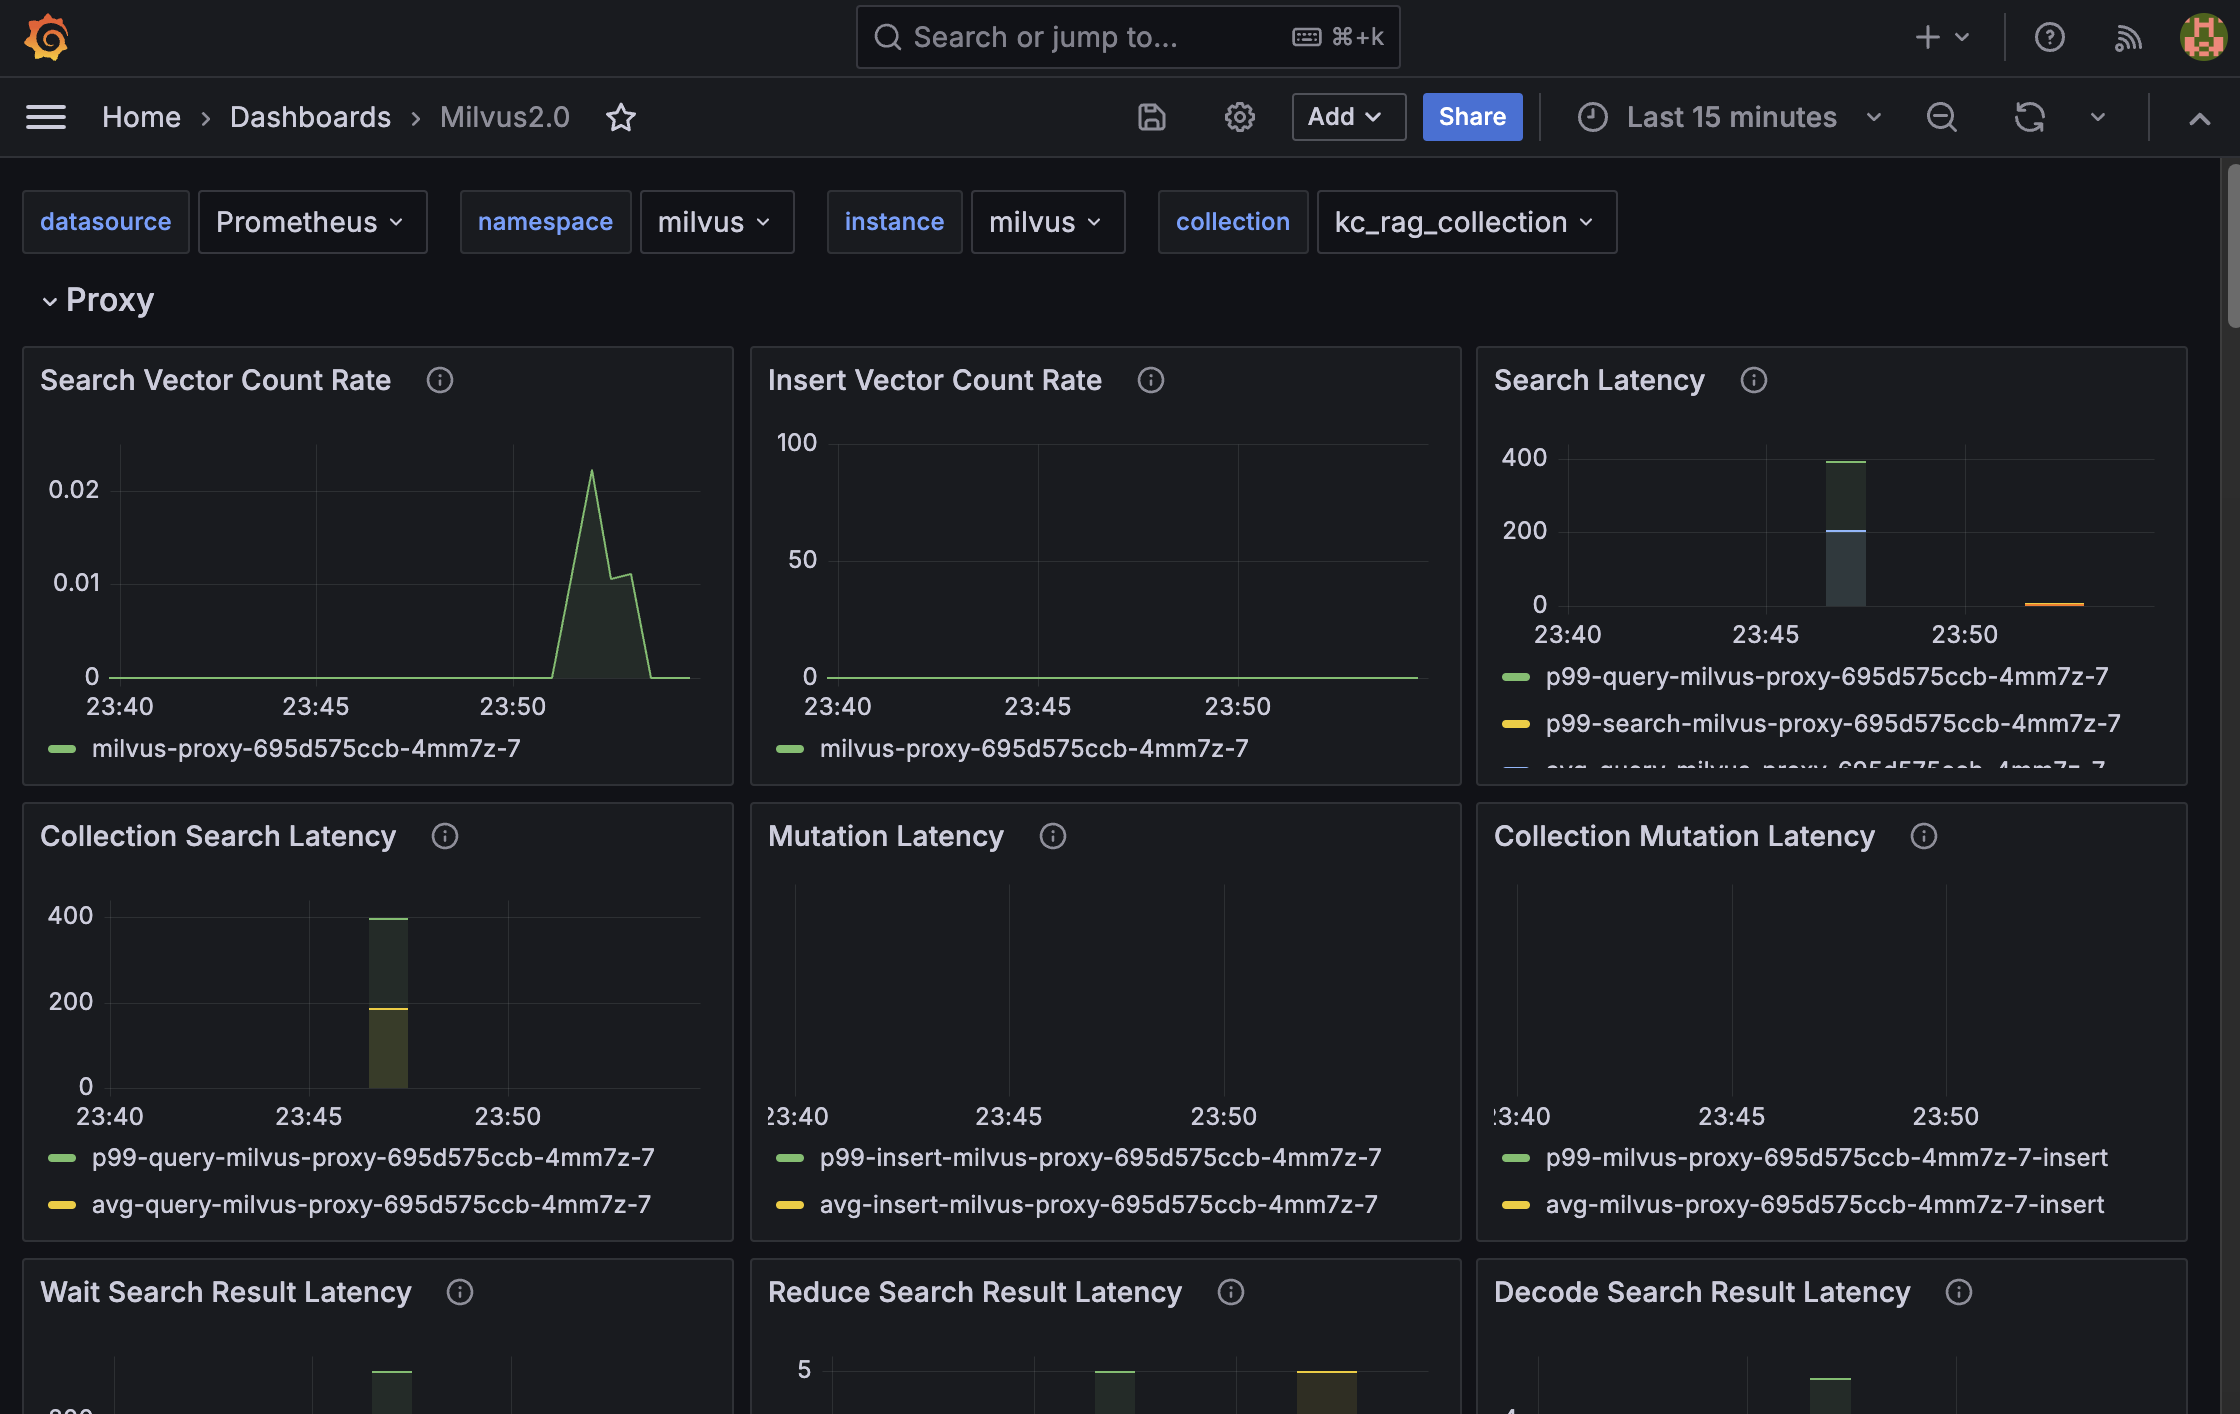 Search or jump to... ⌘+k
Home › Dashboards › Milvus2.0
Add
Share
Last 15 minutes
datasource Prometheus namespace milvus instance milvus collection kc_rag_collection
Proxy
Search Vector Count Rate
0.02
0.01
0
23:40 23:45 23:50
milvus-proxy-695d575ccb-4mm7z-7
Insert Vector Count Rate
100
50
0
23:40 23:45 23:50
milvus-proxy-695d575ccb-4mm7z-7
Search Latency
400
200
0
23:40 23:45 23:50
p99-query-milvus-proxy-695d575ccb-4mm7z-7
p99-search-milvus-proxy-695d575ccb-4mm7z-7
avg-query-milvus-proxy-695d575ccb-4mm7z-7
Collection Search Latency
400
200
0
23:40 23:45 23:50
p99-query-milvus-proxy-695d575ccb-4mm7z-7
avg-query-milvus-proxy-695d575ccb-4mm7z-7
Mutation Latency
23:40 23:45 23:50
p99-insert-milvus-proxy-695d575ccb-4mm7z-7
avg-insert-milvus-proxy-695d575ccb-4mm7z-7
Collection Mutation Latency
23:40 23:45 23:50
p99-milvus-proxy-695d575ccb-4mm7z-7-insert
avg-milvus-proxy-695d575ccb-4mm7z-7-insert
Wait Search Result Latency
Reduce Search Result Latency
5
Decode Search Result Latency